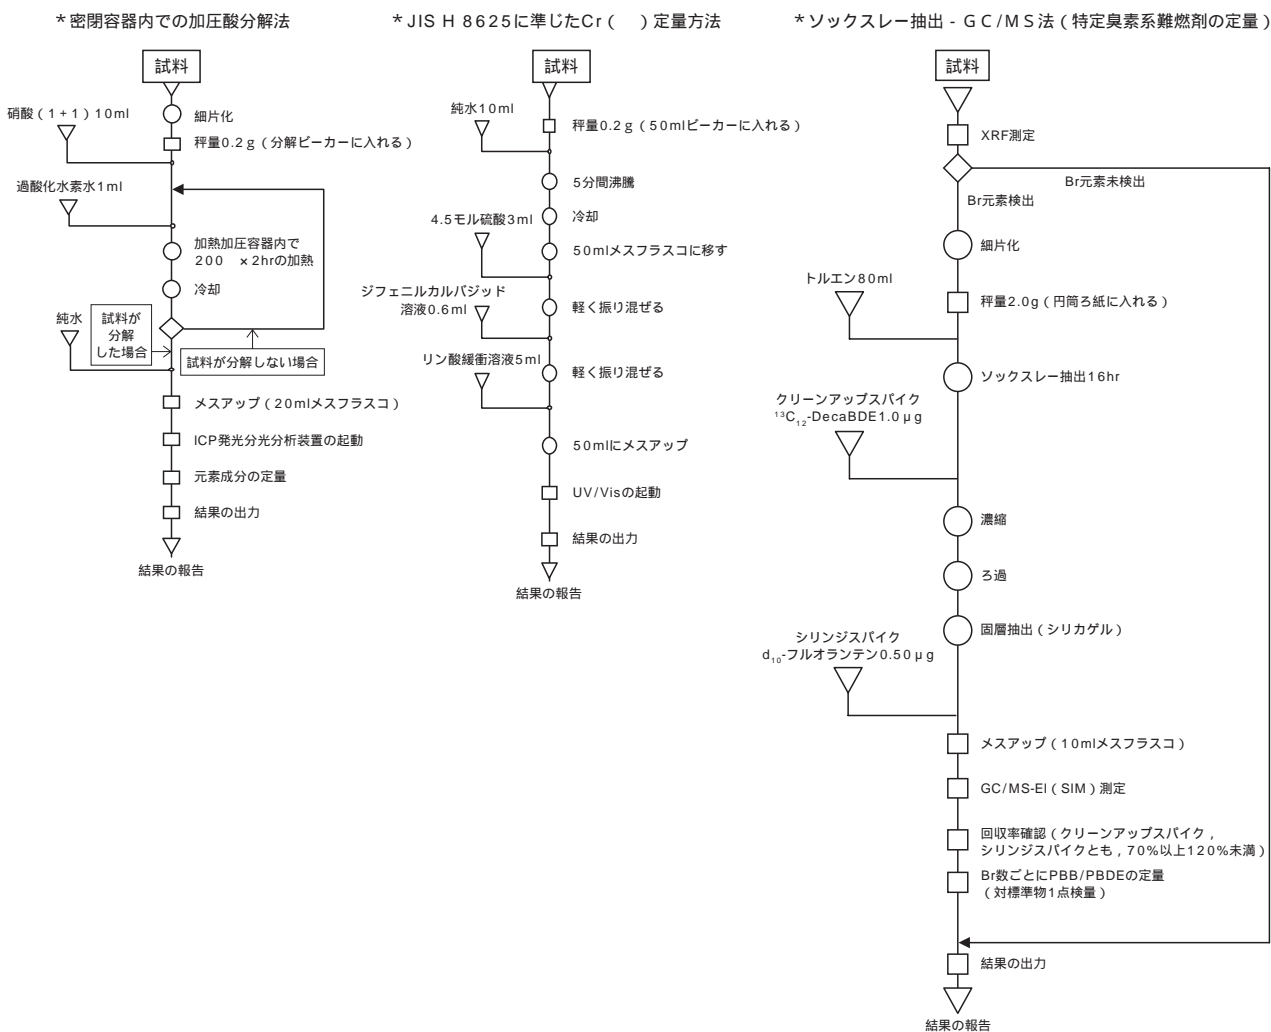 *密閉容器内での加圧酸分解法
試料
硝酸（1+1）10ml
細片化
秤量0.2g（分解ビーカーに入れる）
過酸化水素水1ml
加熱加圧容器内で
200　×2hrの加熱
冷却
純水
試料が
分解
した場合
試料が分解しない場合
メスアップ（20mlメスフラスコ）
ICP発光分光分析装置の起動
元素成分の定量
結果の出力
結果の報告
*JIS H 8625に準じたCr（　）定量方法
試料
純水10ml
秤量0.2g（50mlビーカーに入れる）
5分間沸騰
冷却
4.5モル硫酸3ml
50mlメスフラスコに移す
ジフェニルカルバジッド
溶液0.6ml
軽く振り混ぜる
リン酸緩衝溶液5ml
軽く振り混ぜる
50mlにメスアップ
UV/Visの起動
結果の出力
結果の報告
*ソックスレー抽出-GC/MS法（特定臭素系難燃剤の定量）
試料
XRF測定
Br元素未検出
Br元素検出
細片化
トルエン80ml
秤量2.0g（円筒ろ紙に入れる）
ソックスレー抽出16hr
クリーンアップスパイク
¹³C₁₂-DecaBDE1.0μg
濃縮
ろ過
固層抽出（シリカゲル）
シリンジスパイク
d₁₀-フルオランテン0.50μg
メスアップ（10mlメスフラスコ）
GC/MS-EI（SIM）測定
回収率確認（クリーンアップスパイク，
シリンジスパイクとも，70%以上120%未満）
Br数ごとにPBB/PBDEの定量
（対標準物1点検量）
結果の出力
結果の報告